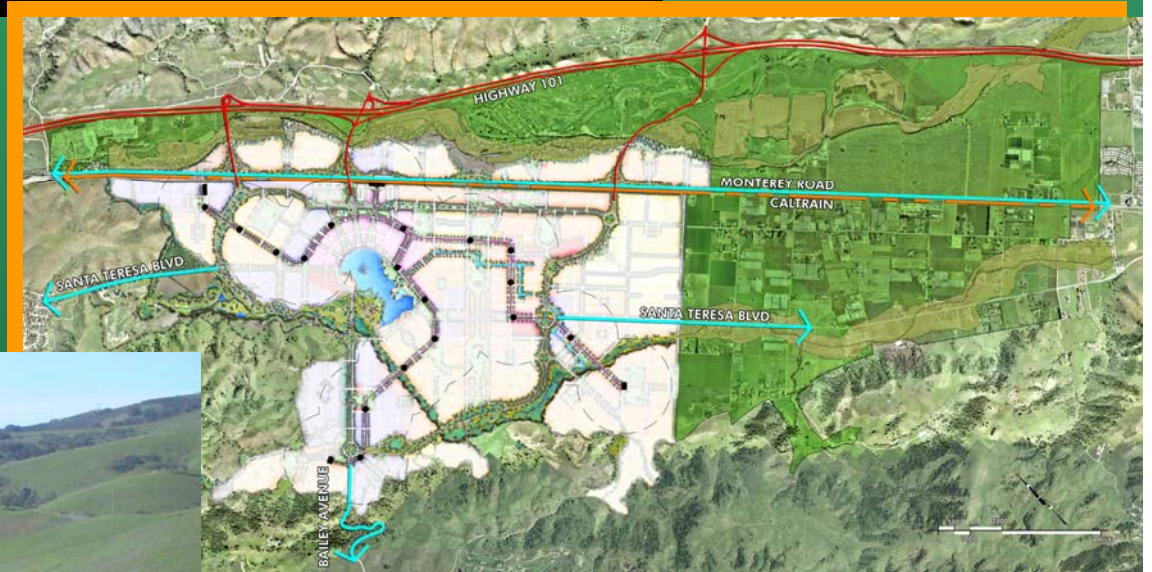 HIGHWAY 101
MONTEREY ROAD
CALTRAIN
SANTA TERESA BLVD.
SANTA TERESA BLVD.
BAILEY AVENUE